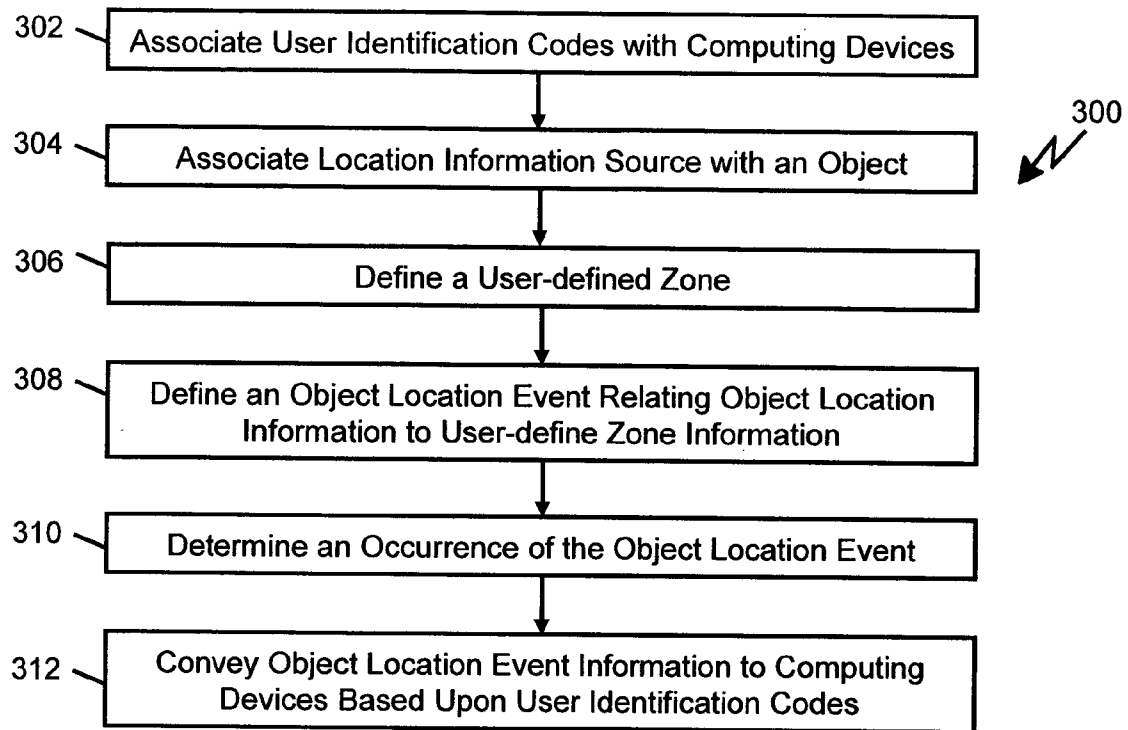 302
Associate User Identification Codes with Computing Devices
300
304
Associate Location Information Source with an Object
306
Define a User-defined Zone
308
Define an Object Location Event Relating Object Location
Information to User-define Zone Information
310
Determine an Occurrence of the Object Location Event
312
Convey Object Location Event Information to Computing
Devices Based Upon User Identification Codes